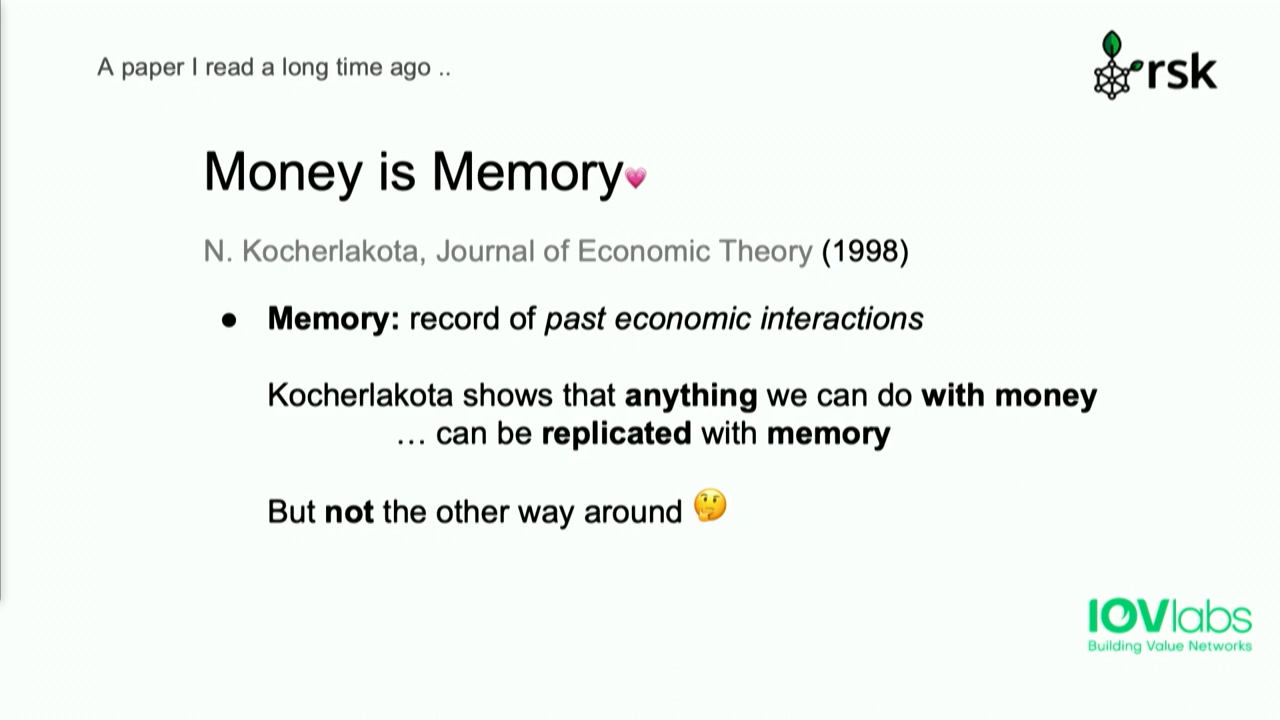 A paper I read a long time ago ..
rsk
Money is Memory💗
N. Kocherlakota, Journal of Economic Theory (1998)
● Memory: record of past economic interactions
Kocherlakota shows that anything we can do with money
... can be replicated with memory
But not the other way around 🤔
IOVlabs
Building Value Networks